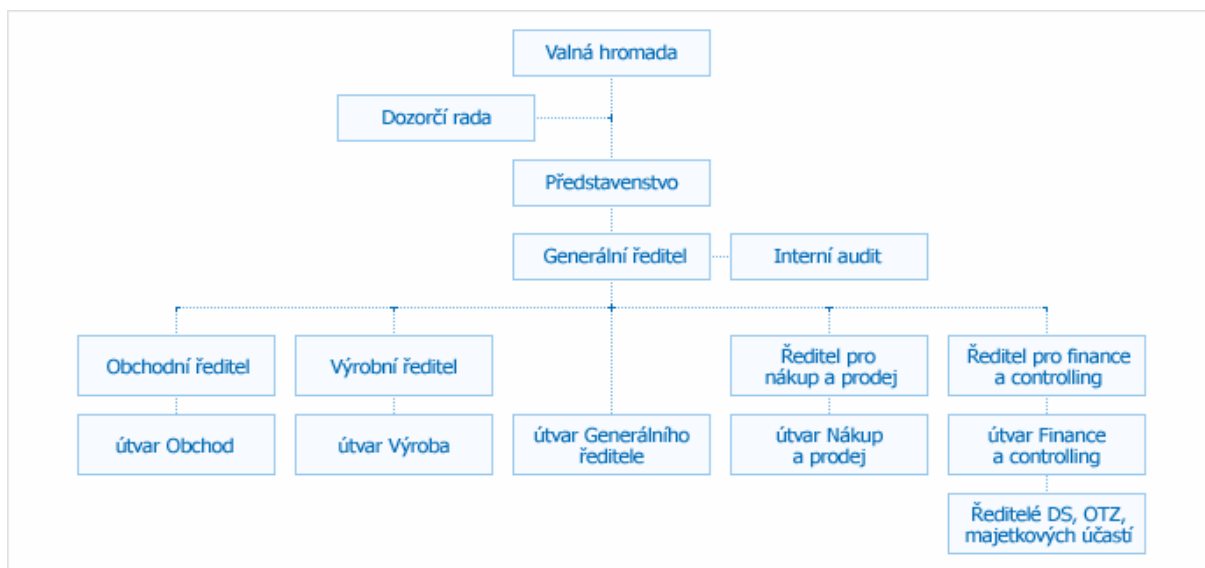 Valná hromada
Dozorčí rada
Představenstvo
Generální ředitel
Interní audit
Obchodní ředitel
Výrobní ředitel
Ředitel pro
nákup a prodej
Ředitel pro finance
a controlling
útvar Obchod
útvar Výroba
útvar Generálního
ředitele
útvar Nákup
a prodej
útvar Finance
a controlling
Ředitelé DS, OTZ,
majetkových účastí